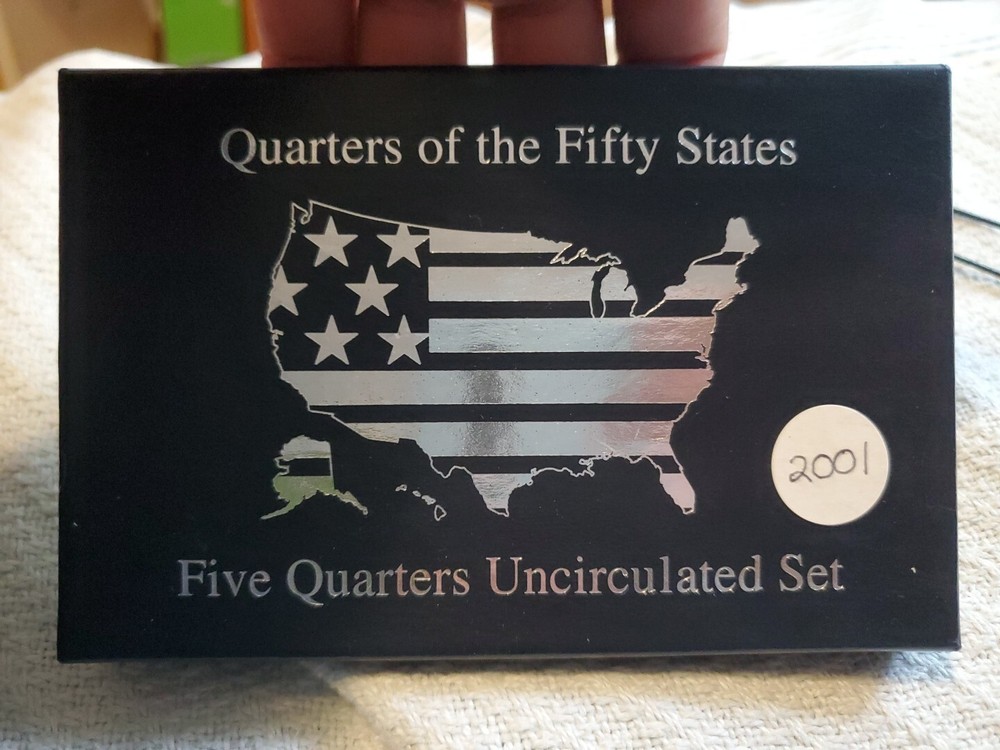 Quarters of the Fifty States
2001
Five Quarters Uncirculated Set